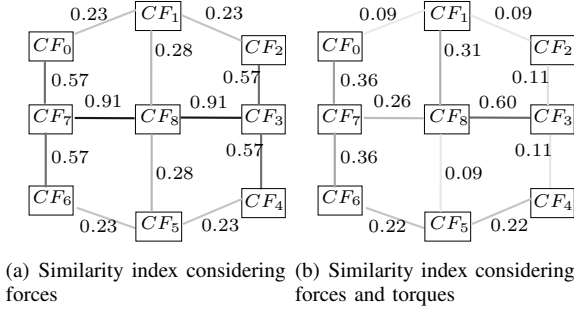 0.23 CF₁ 0.23 0.09 CF₁ 0.09
CF₀ CF₂ CF₀ CF₂
0.28 0.31
0.57 0.57 0.36 0.11
0.91 0.91 0.26 0.60
CF₇ CF₈ CF₃ CF₇ CF₈ CF₃
0.57 0.57 0.36 0.11
0.28 0.09
CF₆ CF₄ CF₆ CF₄
0.23 CF₅ 0.23 0.22 CF₅ 0.22
(a) Similarity index considering
forces
(b) Similarity index considering
forces and torques